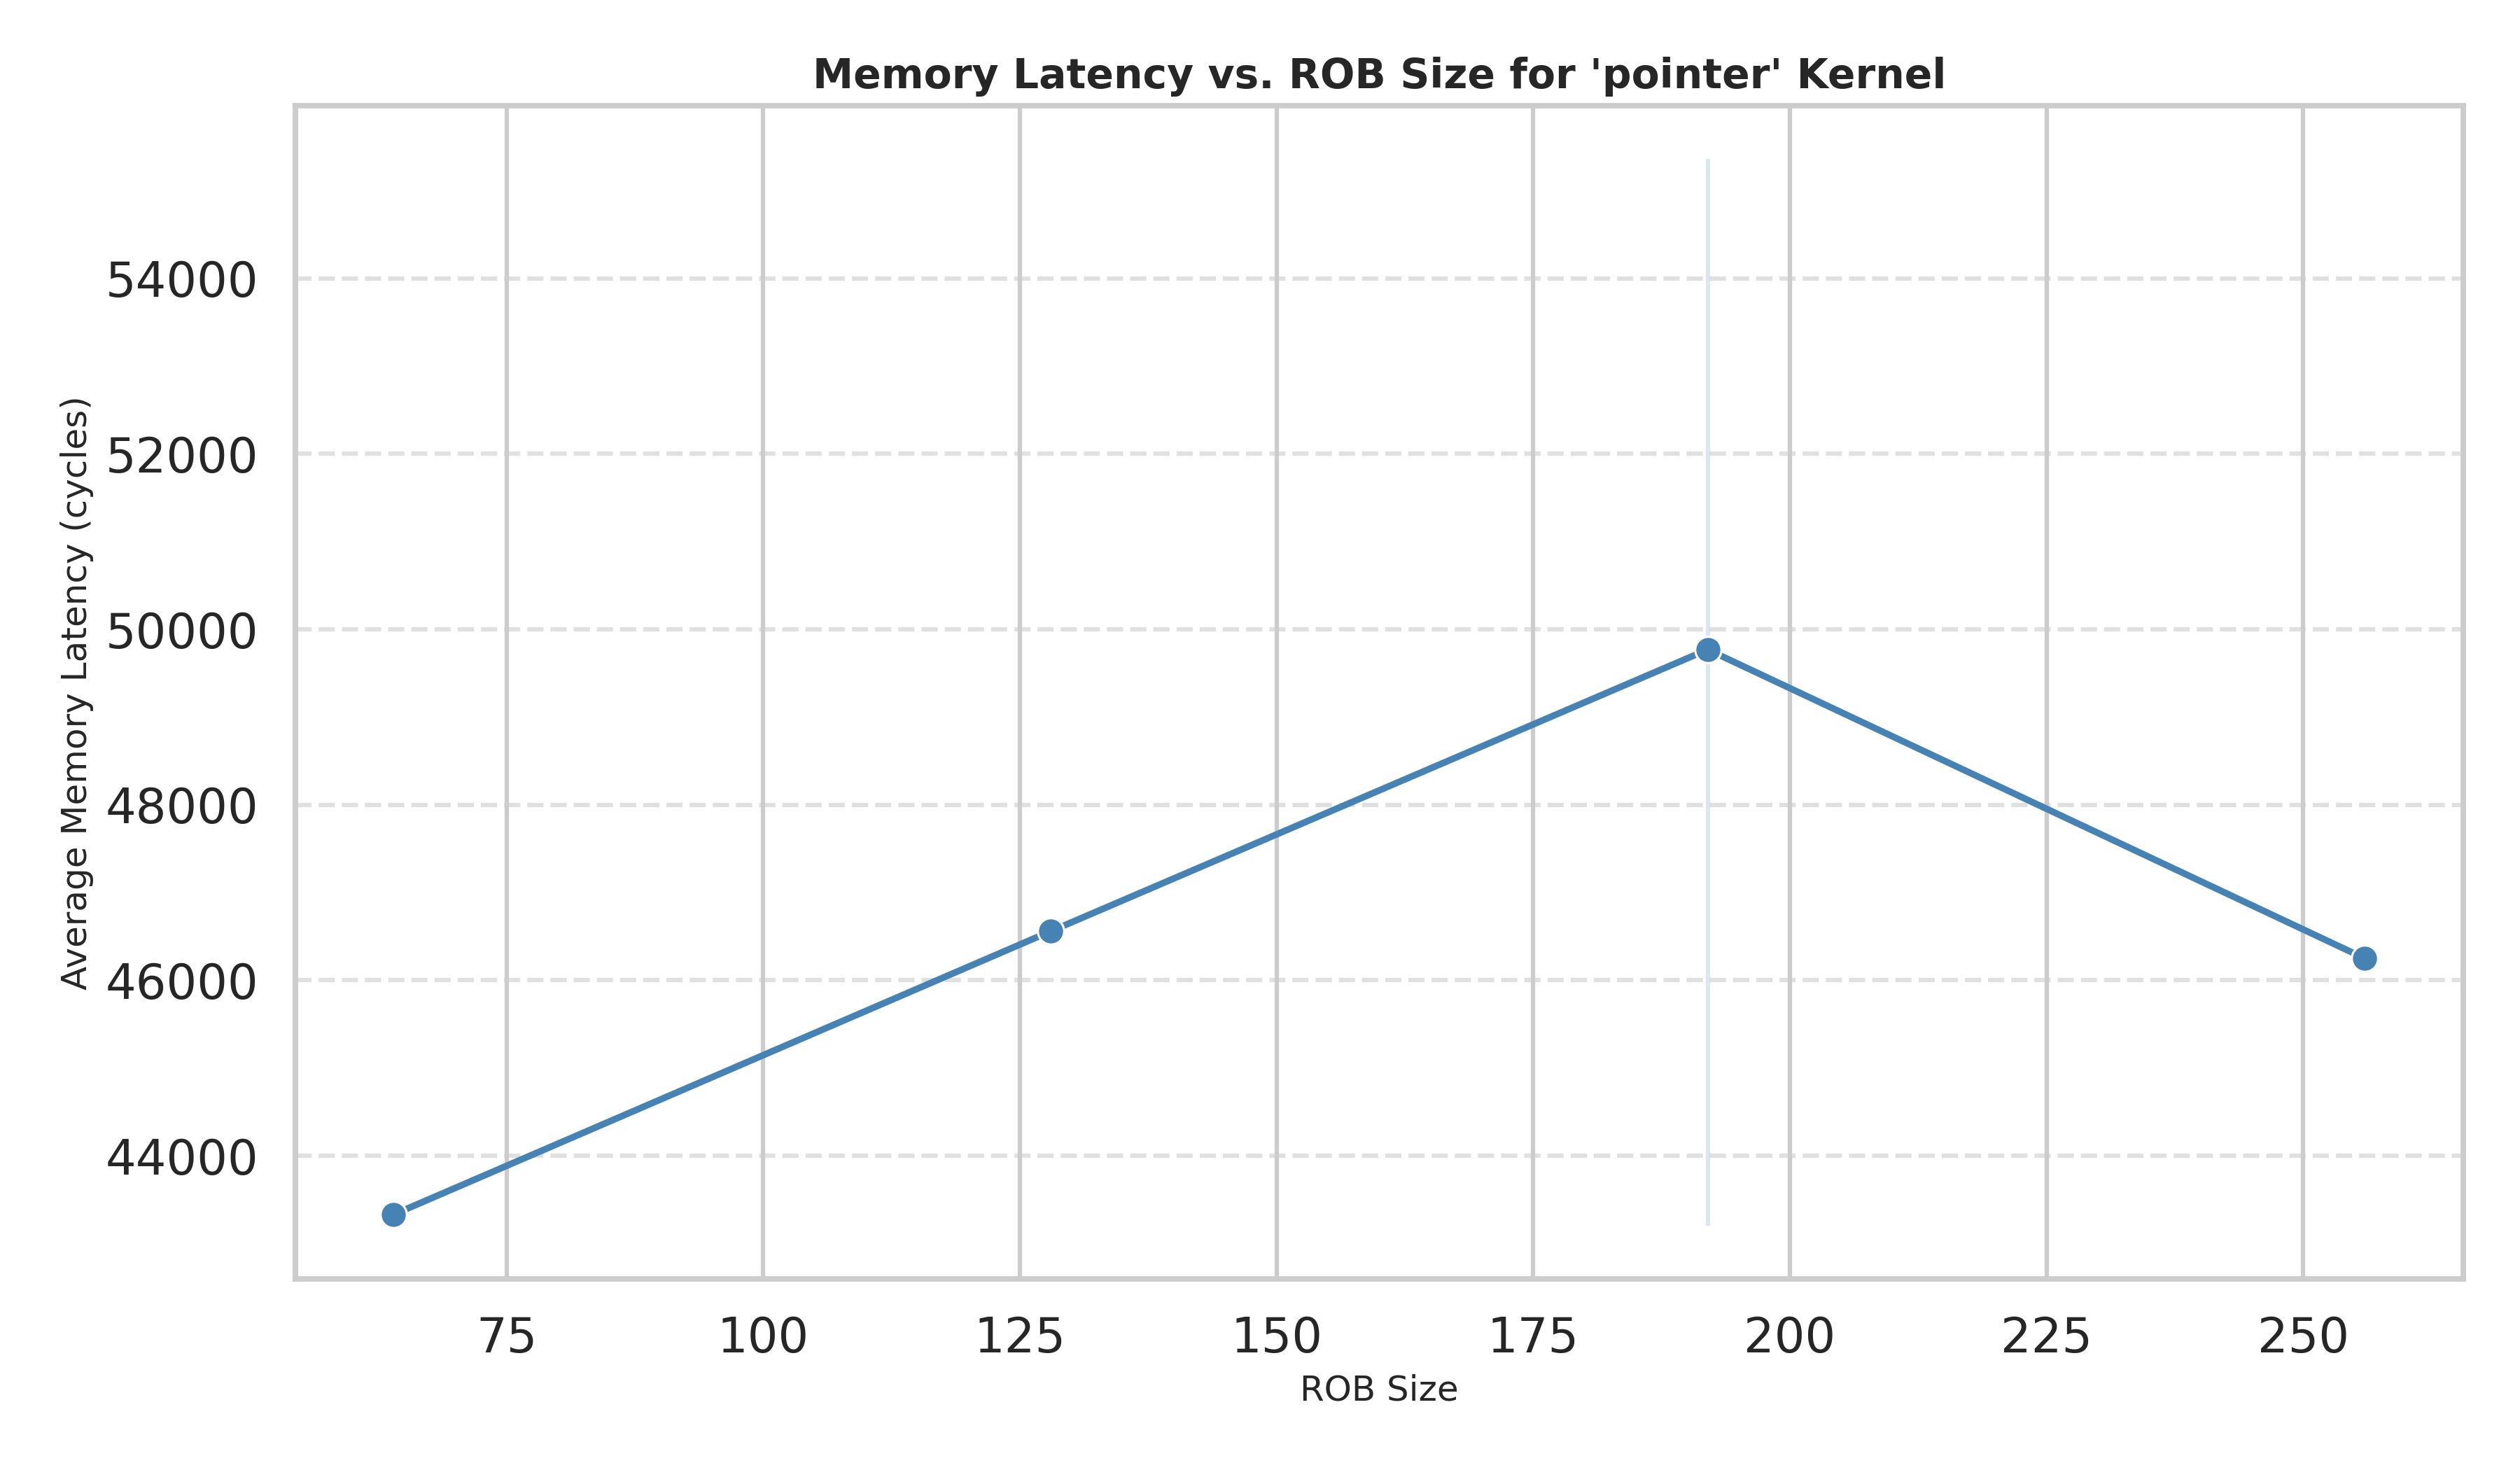 Memory Latency vs. ROB Size for 'pointer' Kernel
Average Memory Latency (cycles)
54000
52000
50000
48000
46000
44000
75 100 125 150 175 200 225 250
ROB Size